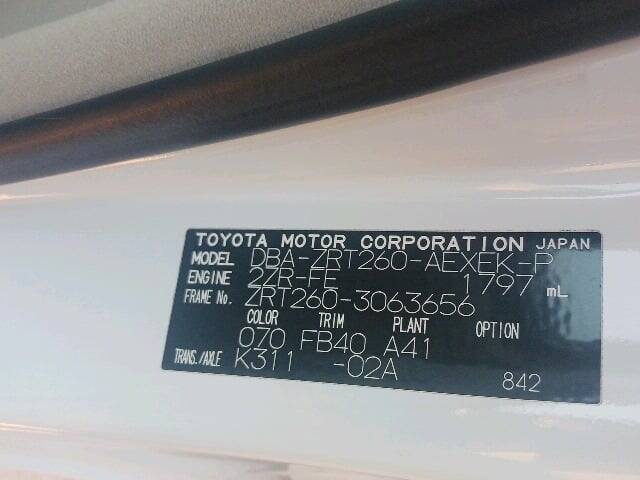 TOYOTA MOTOR CORPORATION JAPAN
MODEL DBA-ZRT260-AEXEK-P
ENGINE 2ZR-FE 1797 mL
FRAME No. ZRT260-3063656
COLOR TRIM PLANT OPTION
070 FB40 A41
TRANS./AXLE K311 -02A
842